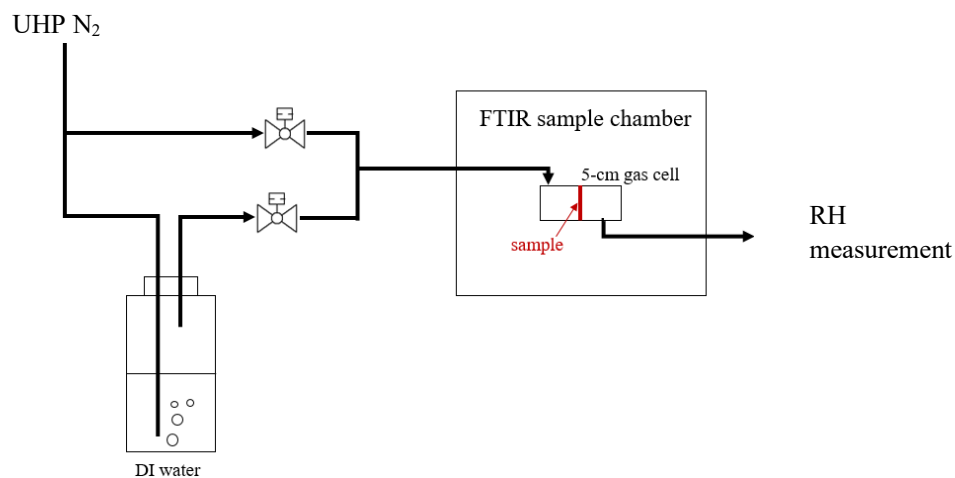 UHP N₂
FTIR sample chamber
5-cm gas cell
sample
RH
measurement
DI water